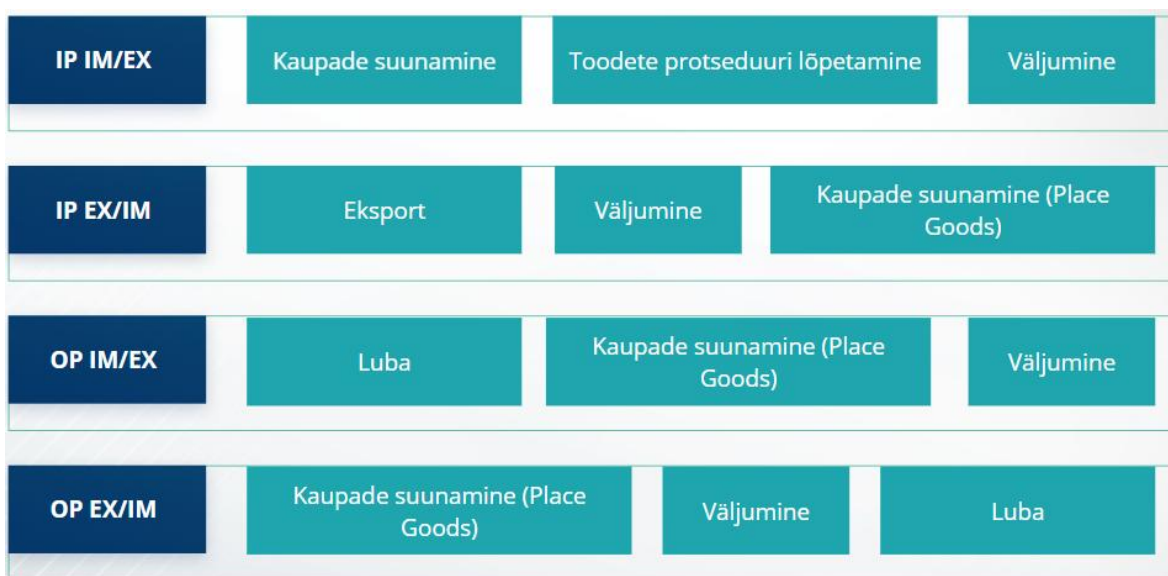 IP IM/EX
Kaupade suunamine
Toodete protseduuri lõpetamine
Väljumine
IP EX/IM
Eksport
Väljumine
Kaupade suunamine (Place
Goods)
OP IM/EX
Luba
Kaupade suunamine (Place
Goods)
Väljumine
OP EX/IM
Kaupade suunamine (Place
Goods)
Väljumine
Luba